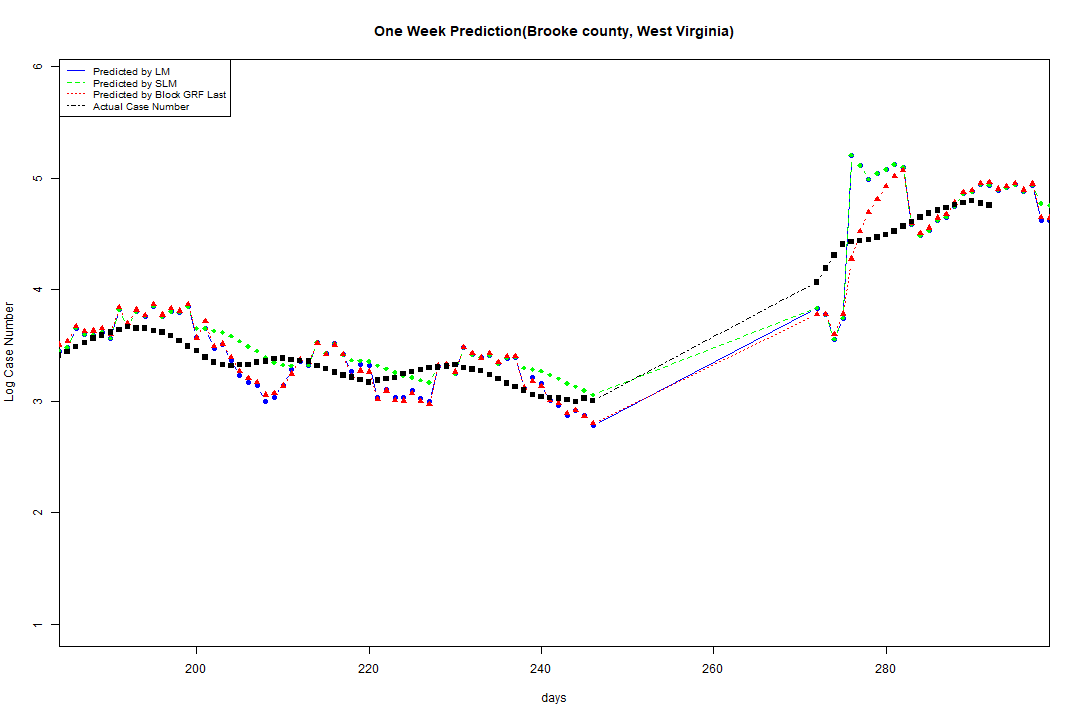 One Week Prediction(Brooke county, West Virginia)
Predicted by LM
Predicted by SLM
Predicted by Block GRF Last
Actual Case Number
6
5
4
3
2
1
Log Case Number
200 220 240 260 280
days